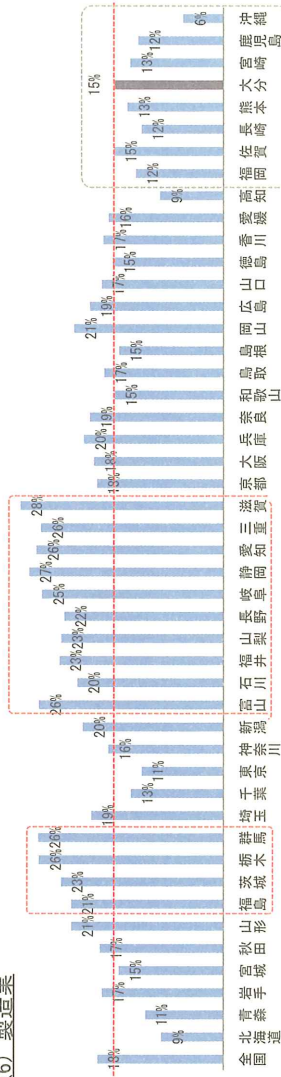 6) 製造業
18% 9% 11% 17% 15% 17% 21% 21% 23% 26% 26% 19% 13% 11% 16% 20% 26% 20% 23% 23% 22% 25% 27% 26% 26% 28% 18% 18% 20% 19% 15% 17% 15% 21% 19% 17% 15% 17% 16% 9% 12% 15% 12% 13% 15% 13% 12% 6%
全国 北海道 青森 岩手 宮城 秋田 山形 福島 茨城 栃木 群馬 埼玉 千葉 東京 神奈川 新潟 富山 石川 福井 山梨 長野 岐阜 静岡 愛知 三重 滋賀 京都 大阪 兵庫 奈良 和歌山 鳥取 島根 岡山 広島 山口 徳島 香川 愛媛 高知 福岡 佐賀 長崎 熊本 大分 宮崎 鹿児島 沖縄